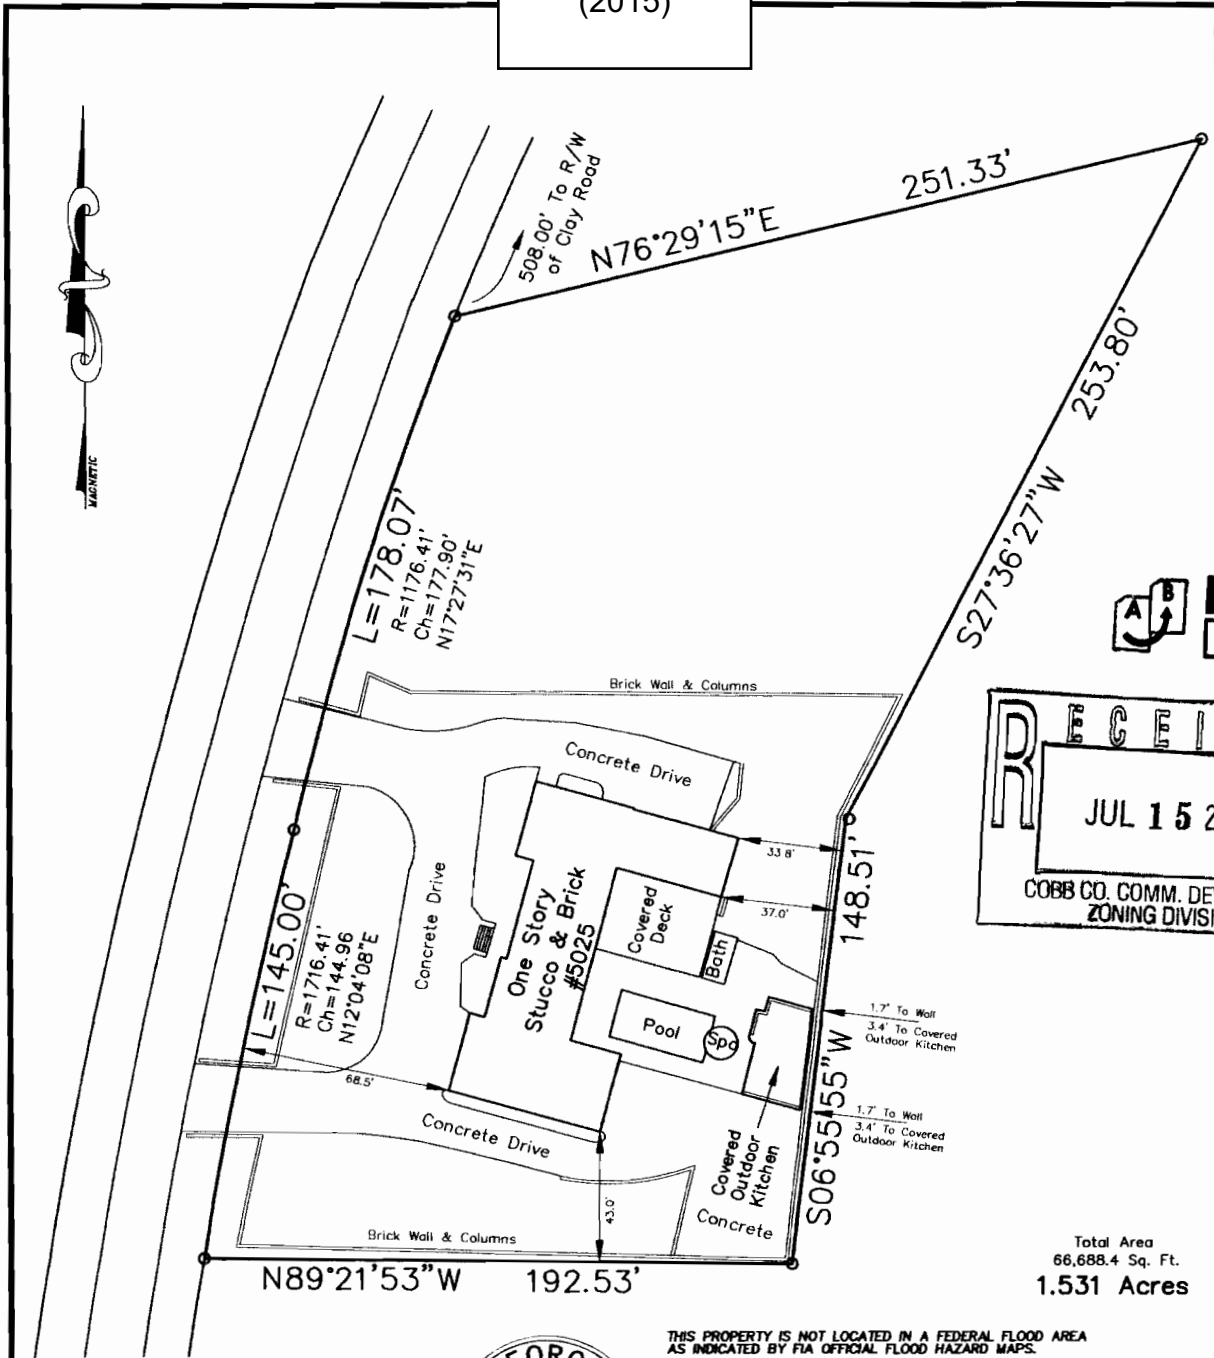 (2015)
MAGNETIC
508.00' To R/W
of Clay Road
N76°29'15"E
251.33'
253.80'
S27°36'27"W
L=178.07'
R=1176.41'
Ch=177.90'
N17°27'31"E
A
B
Brick Wall & Columns
Concrete Drive
JUL 15 2
COBB CO. COMM. DE
ZONING DIVIS
33.8'
37.0'
148.51'
Covered
Deck
Bath
One Story
Stucco & Brick
#5025
Concrete Drive
L=145.00'
R=1716.41'
Ch=144.96
N12°04'08"E
Pool
Spa
1.7' To Wall
3.4' To Covered
Outdoor Kitchen
S06°55'55"W
68.5'
1.7' To Wall
3.4' To Covered
Outdoor Kitchen
Concrete Drive
Covered
Outdoor
Kitchen
Concrete
43.0'
Brick Wall & Columns
N89°21'53"W
192.53'
Total Area
66,688.4 Sq. Ft.
1.531 Acres
THIS PROPERTY IS NOT LOCATED IN A FEDERAL FLOOD AREA
AS INDICATED BY FIA OFFICIAL FLOOD HAZARD MAPS.